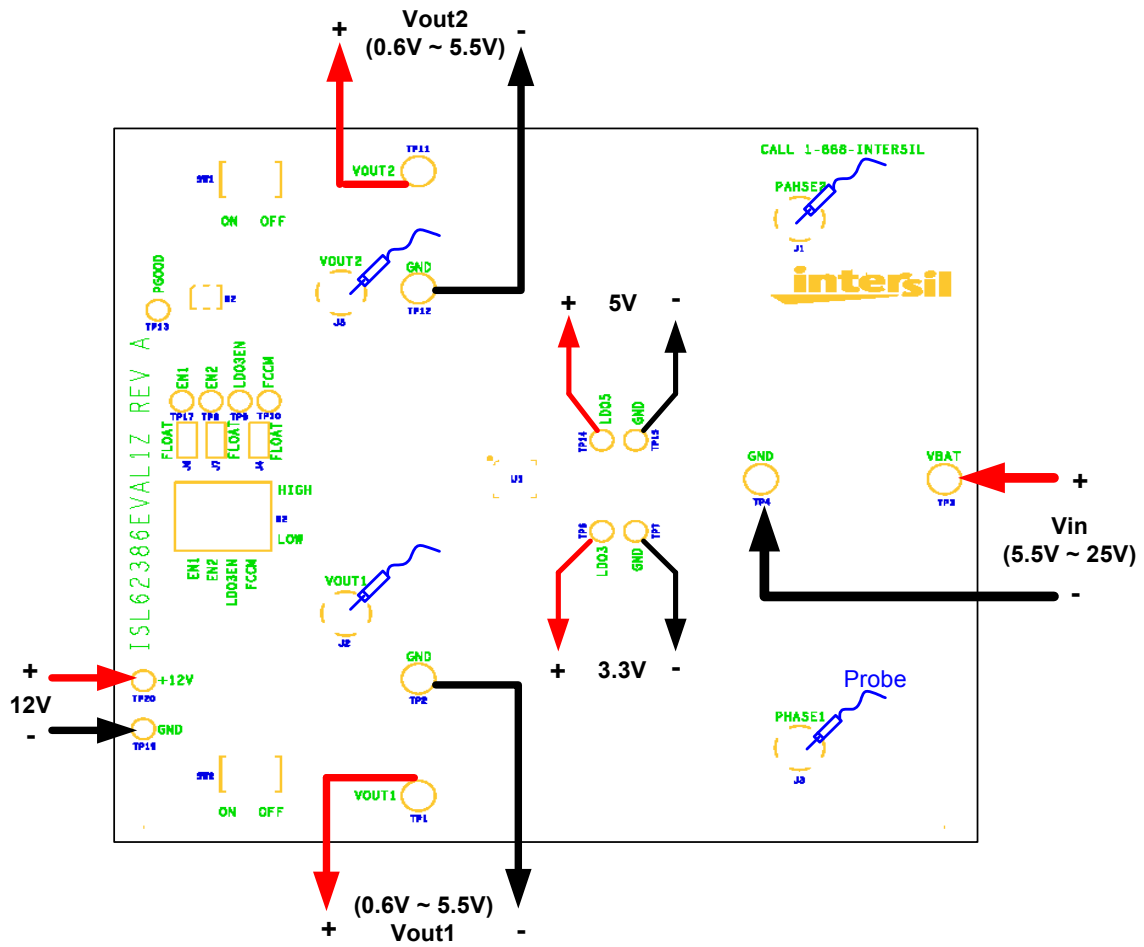 + Vout2 -
(0.6V ~ 5.5V)
TP11
VOUT2
CALL 1-888-INTERSIL
SW1
ON OFF
PAHSE2
J1
intersil
VOUT2
GND
J5
TP12
PGOOD
TP13
+ 5V -
ISL62386EVAL1Z REV A
EN1
EN2
LDO3EN
FCCM
TP17
TP8
TP9
TP10
FLOAT
FLOAT
FLOAT
J7
J4
LDO5
GND
TP14
TP15
U1
GND
TP4
VBAT
TP3
+
Vin
(5.5V ~ 25V)
-
HIGH
LOW
EN1
EN2
LDO3EN
FCCM
LDO3
GND
TP7
+ 3.3V -
VOUT1
J2
GND
TP2
+
12V
-
+12V
TP20
GND
TP19
Probe
PHASE1
J3
SW2
ON OFF
VOUT1
TP1
(0.6V ~ 5.5V)
+ Vout1 -